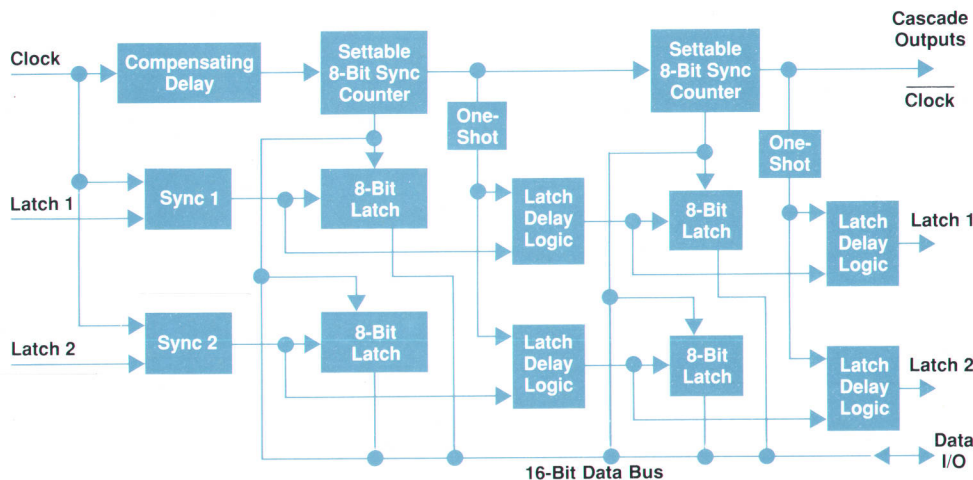 Clock
Compensating
Delay
Settable
8-Bit Sync
Counter
Settable
8-Bit Sync
Counter
Cascade
Outputs
Clock
One-
Shot
One-
Shot
Latch 1
Sync 1
8-Bit
Latch
Latch
Delay
Logic
8-Bit
Latch
Latch
Delay
Logic
Latch 1
Latch 2
Sync 2
8-Bit
Latch
Latch
Delay
Logic
8-Bit
Latch
Latch
Delay
Logic
Latch 2
16-Bit Data Bus
Data
I/O